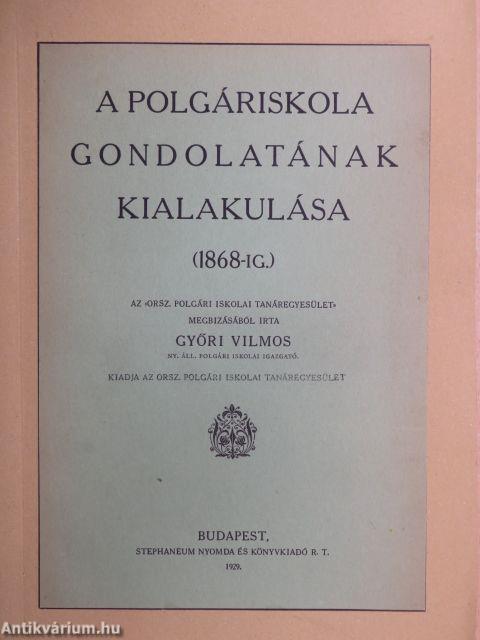 A POLGÁRISKOLA
GONDOLATÁNAK
KIALAKULÁSA
(1868-IG.)
AZ «ORSZ. POLGÁRI ISKOLAI TANÁREGYESÜLET»
MEGBIZÁSÁBÓL IRTA
GYŐRI VILMOS
NY. ÁLL. POLGÁRI ISKOLAI IGAZGATÓ.
KIADJA AZ ORSZ. POLGÁRI ISKOLAI TANÁREGYESÜLET
BUDAPEST,
STEPHANEUM NYOMDA ÉS KÖNYVKIADÓ R. T.
1929.
Antikvárium.hu